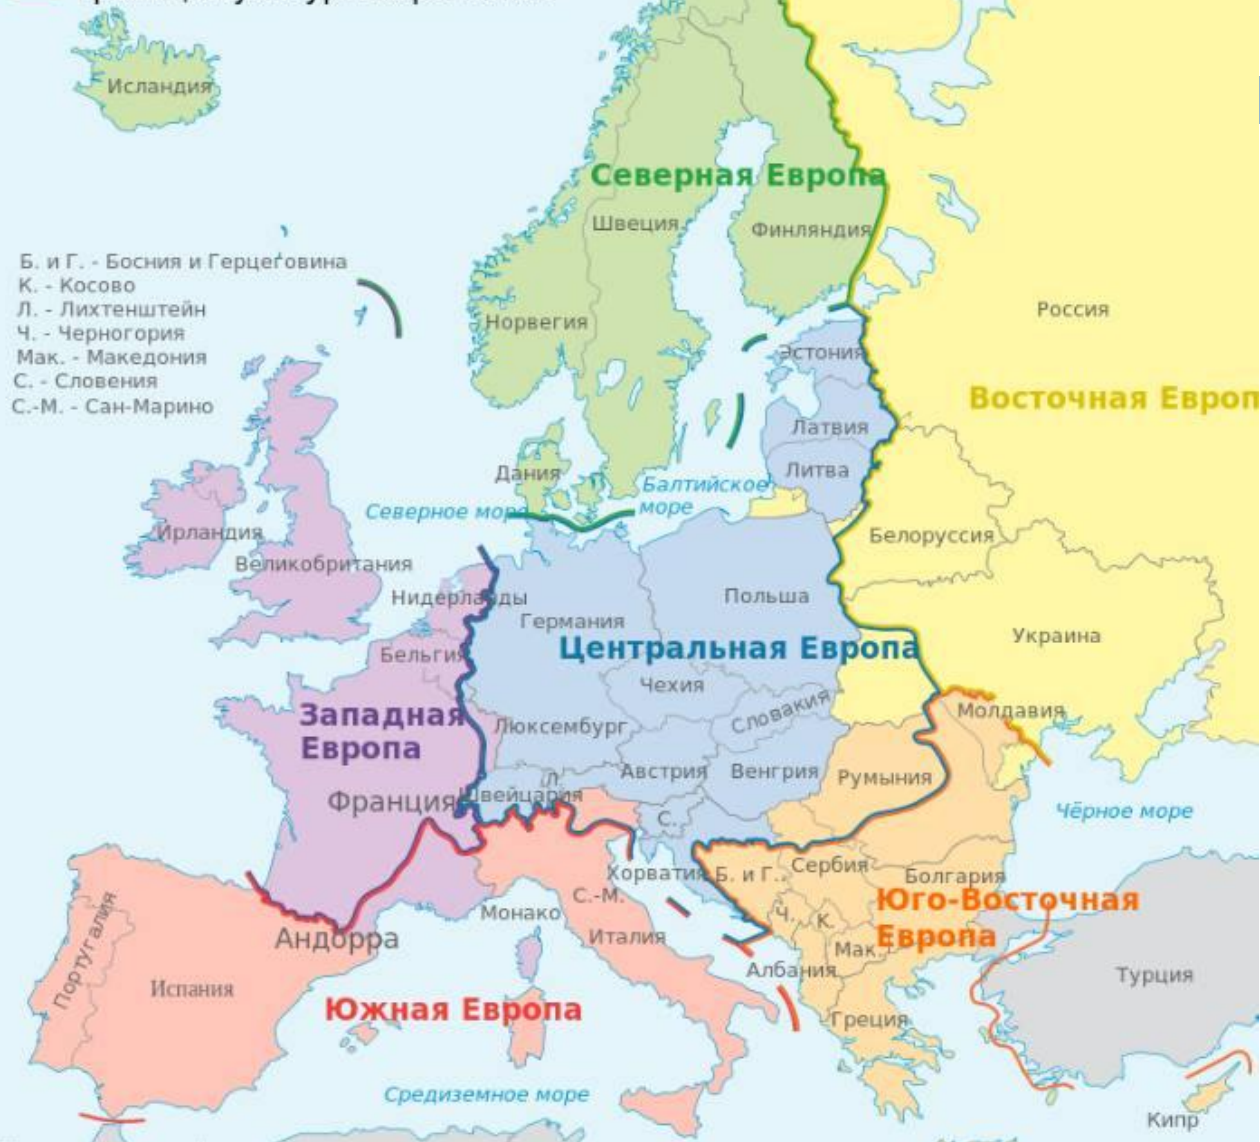 Исландия
Северная Европа
Швеция
Финляндия
Б. и Г. - Босния и Герцеговина
К. - Косово
Л. - Лихтенштейн
Ч. - Черногория
Мак. - Македония
С. - Словения
С.-М. - Сан-Марино
Норвегия
Россия
Эстония
Восточная Европ
Латвия
Литва
Дания
Балтийское
море
Северное море
Ирландия
Великобритания
Белоруссия
Нидерланды
Германия
Польша
Украина
Центральная Европа
Бельгия
Чехия
Словакия
Западная
Европа
Люксембург
Молдавия
Австрия
Венгрия
Румыния
Л.
Швейцария
Франция
Чёрное море
С.
Хорватия
Б. и Г.
Сербия
Болгария
С.-М.
Монако
Юго-Восточная
Европа
Ч.
К.
Андорра
Италия
Мак.
Португалия
Испания
Албания
Турция
Южная Европа
Греция
Средиземное море
Кипр